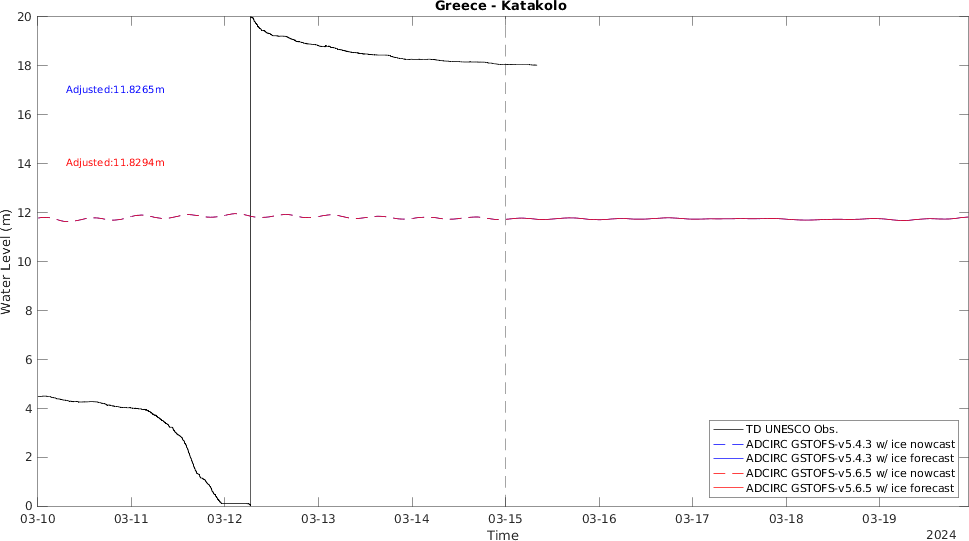 Greece - Katakolo
20
18
16
14
12
10
8
6
4
2
0
Water Level (m)
Adjusted:11.8265m
Adjusted:11.8294m
TD UNESCO Obs.
ADCIRC GSTOFS-v5.4.3 w/ ice nowcast
ADCIRC GSTOFS-v5.4.3 w/ ice forecast
ADCIRC GSTOFS-v5.6.5 w/ ice nowcast
ADCIRC GSTOFS-v5.6.5 w/ ice forecast
03-10 03-11 03-12 03-13 03-14 03-15 03-16 03-17 03-18 03-19
Time
2024